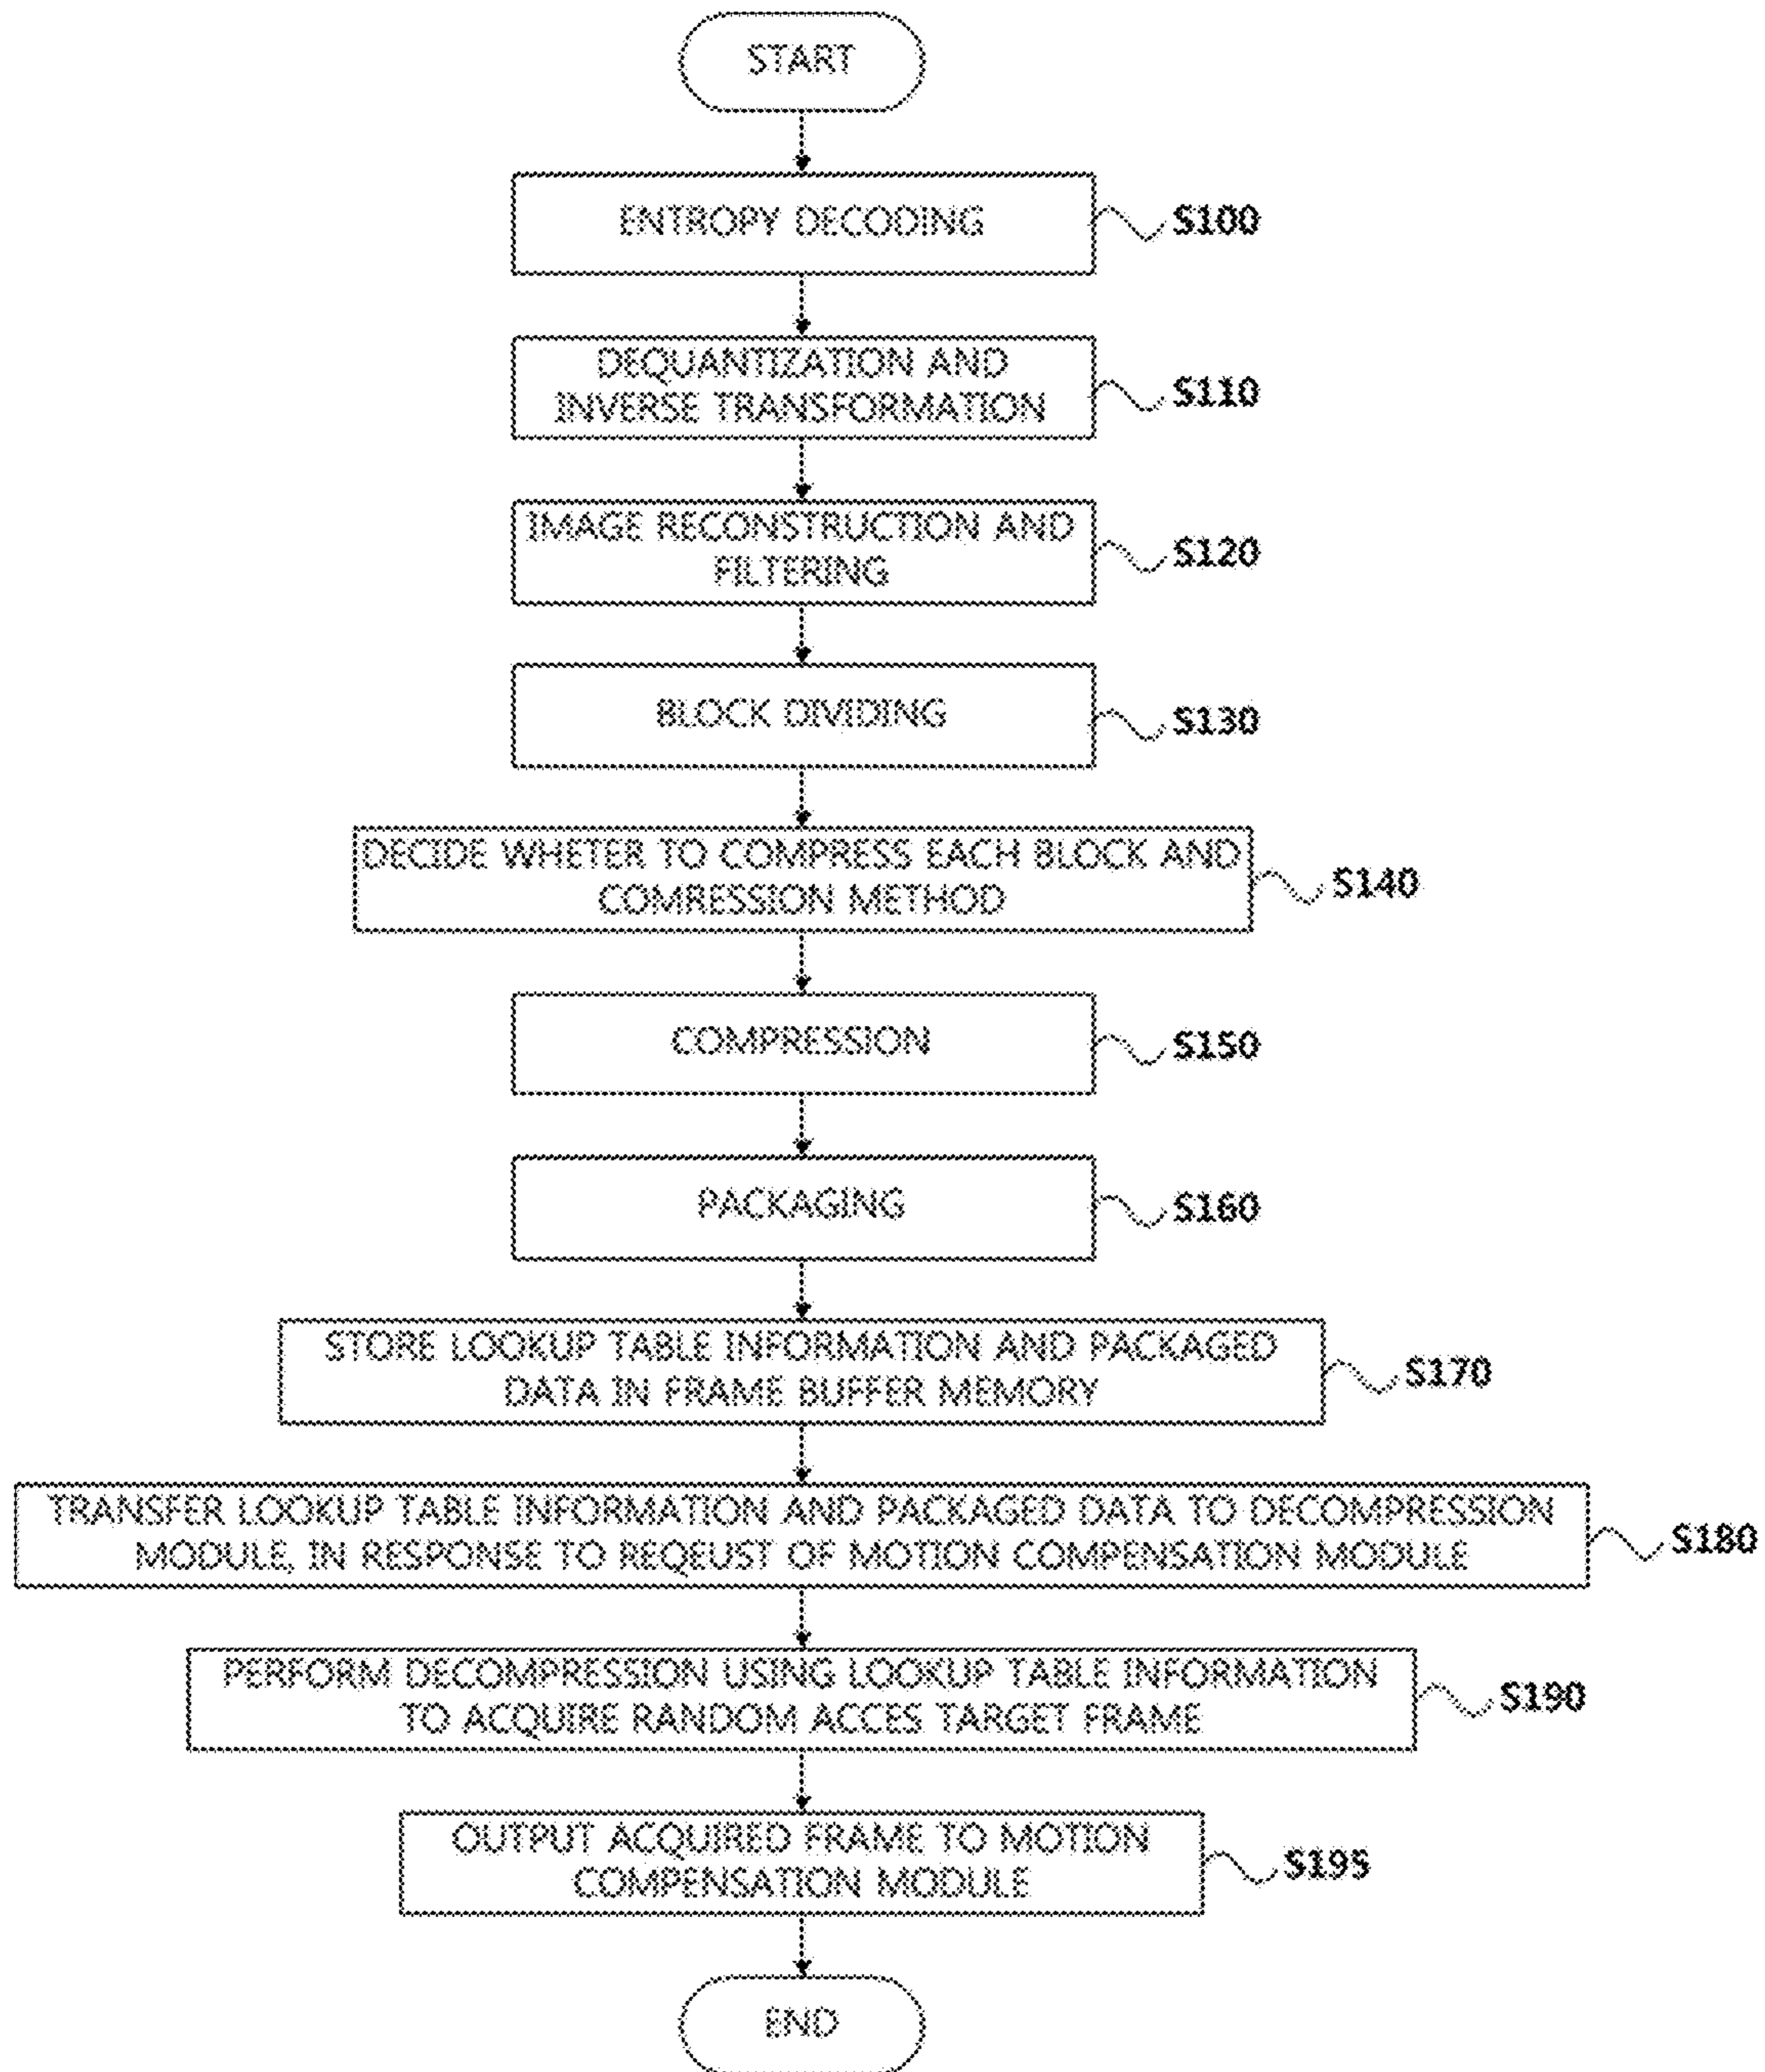 START
ENTROPY DECODING
S100
DEQUANTIZATION AND
INVERSE TRANSFORMATION
S110
IMAGE RECONSTRUCTION AND
FILTERING
S120
BLOCK DIVIDING
S130
DECIDE WHETER TO COMPRESS EACH BLOCK AND
COMRESSION METHOD
S140
COMPRESSION
S150
PACKAGING
S160
STORE LOOKUP TABLE INFORMATION AND PACKAGED
DATA IN FRAME BUFFER MEMORY
S170
TRANSFER LOOKUP TABLE INFORMATION AND PACKAGED DATA TO DECOMPRESSION
MODULE, IN RESPONSE TO REQEUST OF MOTION COMPENSATION MODULE
S180
PERFORM DECOMPRESSION USING LOOKUP TABLE INFORMATION
TO ACQUIRE RANDOM ACCES TARGET FRAME
S190
OUTPUT ACQUIRED FRAME TO MOTION
COMPENSATION MODULE
S195
END